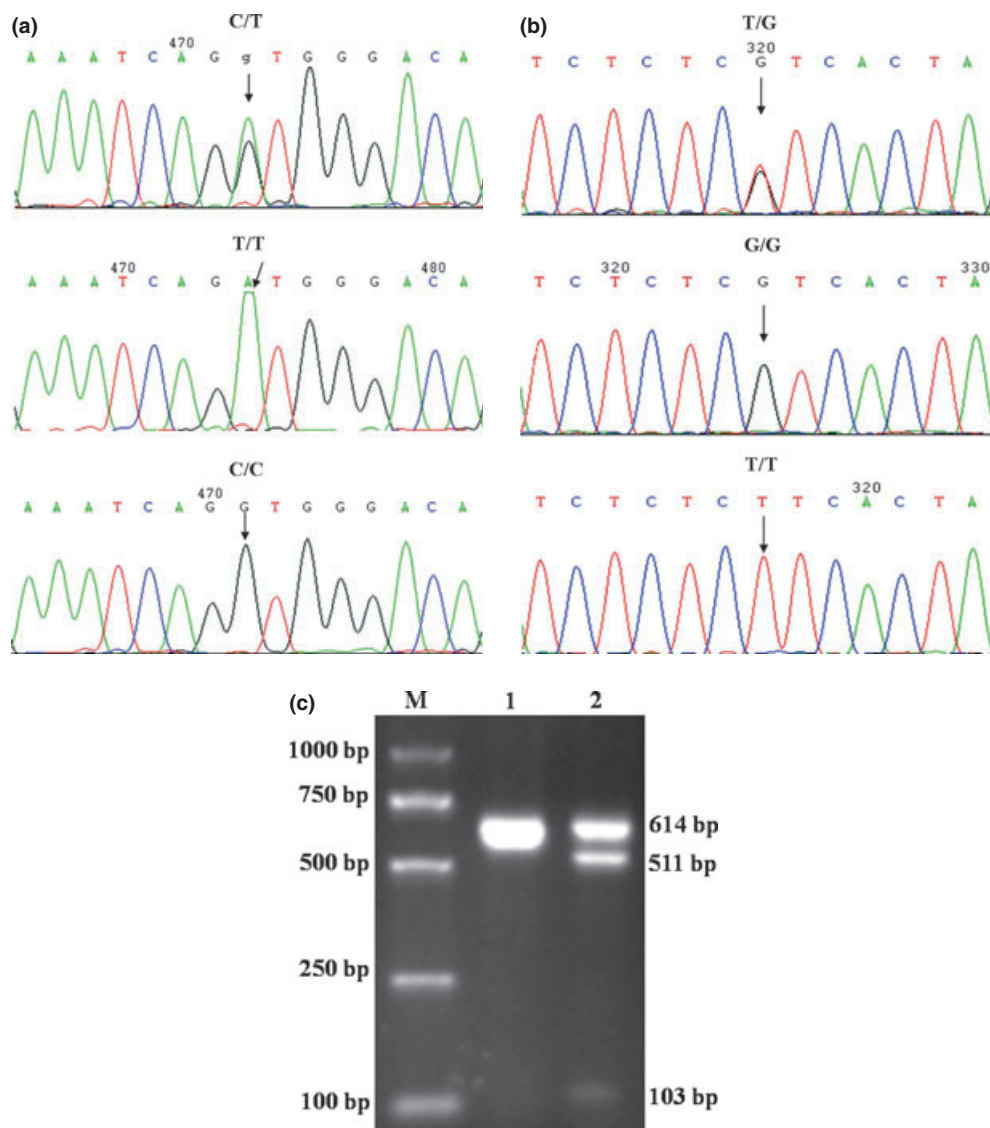 (a)
C/T
470
A A A T C A G g T G G G A C A
T/T
470 480
A A A T C A G A T G G G A C A
C/C
470
A A A T C A G G T G G G A C A
(b)
T/G
320
T C T C T C G T C A C T A
G/G
320 330
T C T C T C G T C A C T A
T/T
320
T C T C T C T T C A C T A
(c)
M 1 2
1000 bp
750 bp
614 bp
500 bp
511 bp
250 bp
100 bp
103 bp